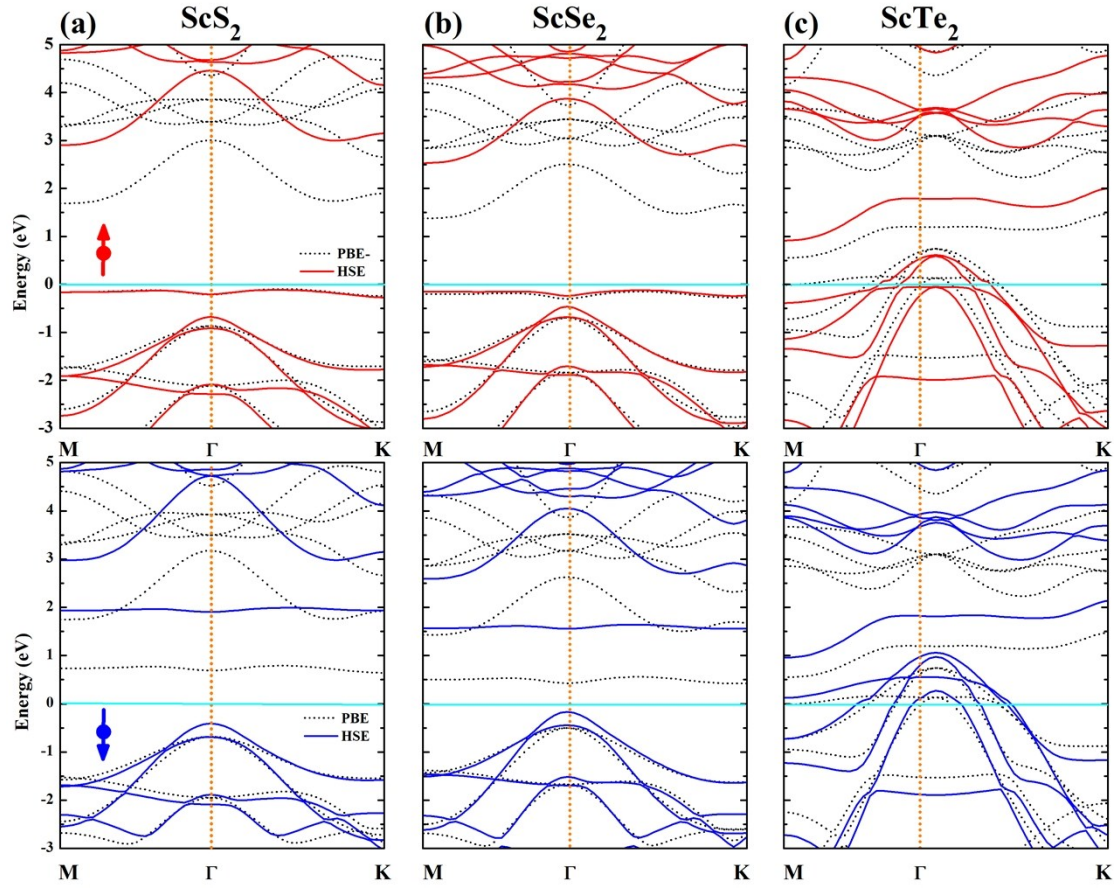 (a) ScS₂ (b) ScSe₂ (c) ScTe₂
5
4
3
2
1
0
-1
-2
-3
Energy (eV)
PBE-
HSE
M Γ K M Γ K M Γ K
5
4
3
2
1
0
-1
-2
-3
Energy (eV)
PBE
HSE
M Γ K M Γ K M Γ K